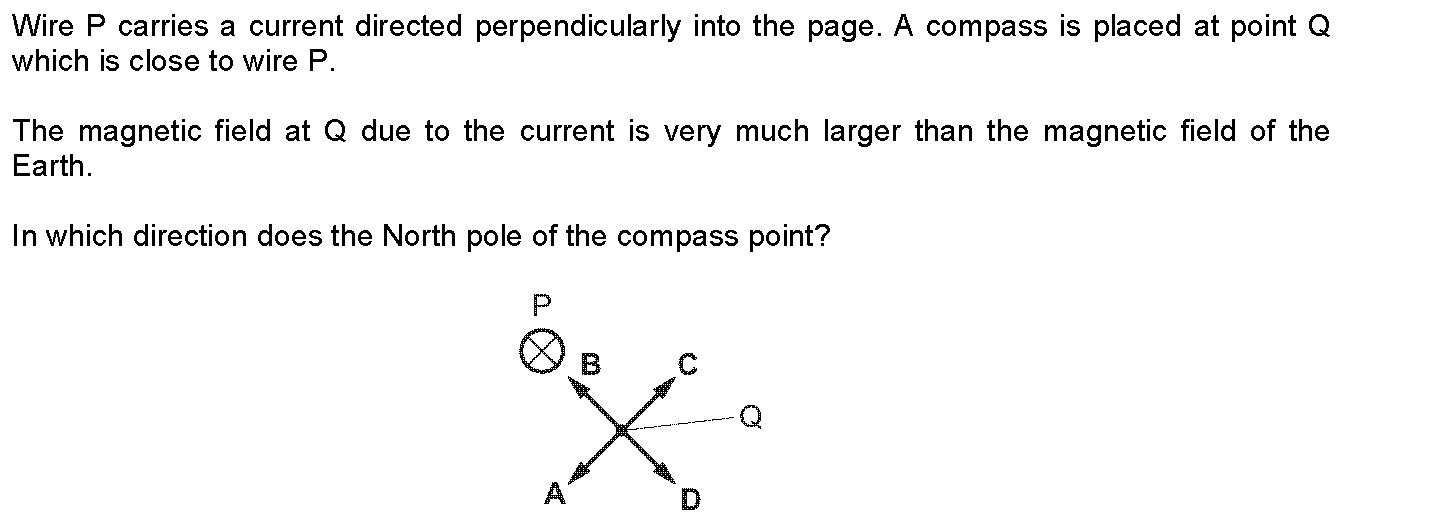 Wire P carries a current directed perpendicularly into the page. A compass is placed at point Q
which is close to wire P.
The magnetic field at Q due to the current is very much larger than the magnetic field of the
Earth.
In which direction does the North pole of the compass point?
P
B
C
Q
A
D